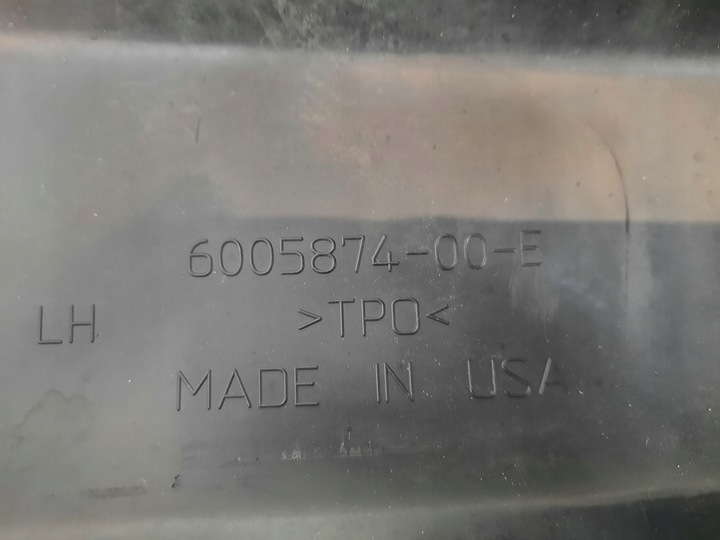 6005874-00-E
LH >TPO<
MADE IN USA